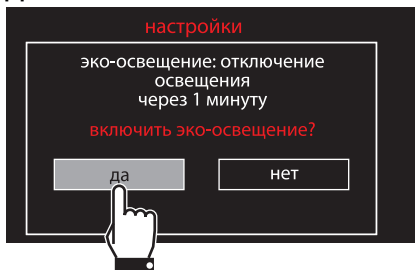 настройки
эко-освещение: отключение
освещения
через 1 минуту
включить эко-освещение?
да
нет